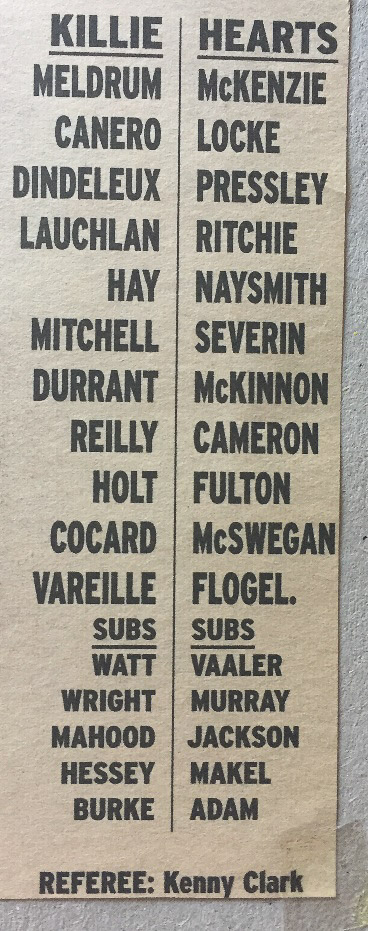 KILLIE HEARTS
MELDRUM McKENZIE
CANERO LOCKE
DINDELEUX PRESSLEY
LAUCHLAN RITCHIE
HAY NAYSMITH
MITCHELL SEVERIN
DURRANT McKINNON
REILLY CAMERON
HOLT FULTON
COCARD McSWEGAN
VAREILLE FLOGEL.
SUBS SUBS
WATT VAALER
WRIGHT MURRAY
MAHOOD JACKSON
HESSEY MAKEL
BURKE ADAM
REFEREE: Kenny Clark